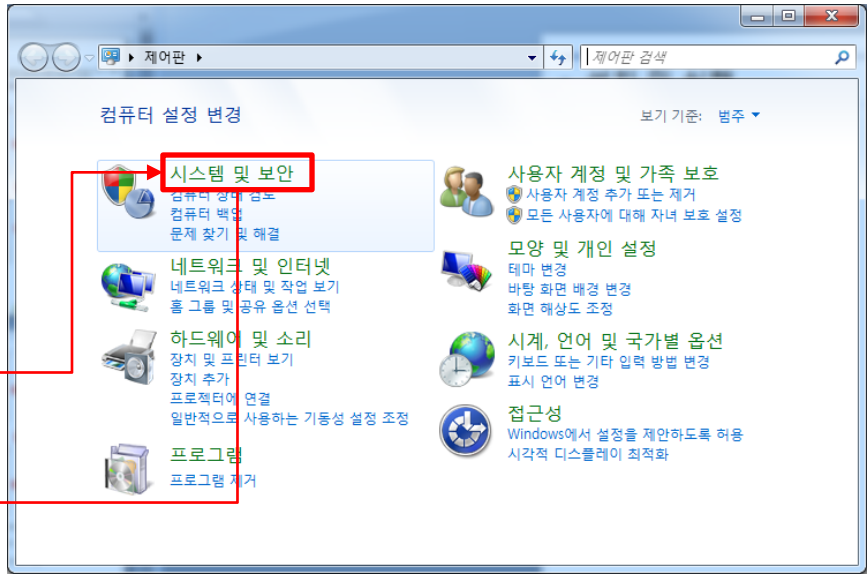 제어판
제어판 검색
컴퓨터 설정 변경
보기 기준: 범주
시스템 및 보안
컴퓨터 상태 검토
컴퓨터 백업
문제 찾기 및 해결
네트워크 및 인터넷
네트워크 상태 및 작업 보기
홈 그룹 및 공유 옵션 선택
하드웨어 및 소리
장치 및 프린터 보기
장치 추가
프로젝터에 연결
일반적으로 사용하는 기동성 설정 조정
프로그램
프로그램 제거
사용자 계정 및 가족 보호
사용자 계정 추가 또는 제거
모든 사용자에 대해 자녀 보호 설정
모양 및 개인 설정
테마 변경
바탕 화면 배경 변경
화면 해상도 조정
시계, 언어 및 국가별 옵션
키보드 또는 기타 입력 방법 변경
표시 언어 변경
접근성
Windows에서 설정을 제안하도록 허용
시각적 디스플레이 최적화